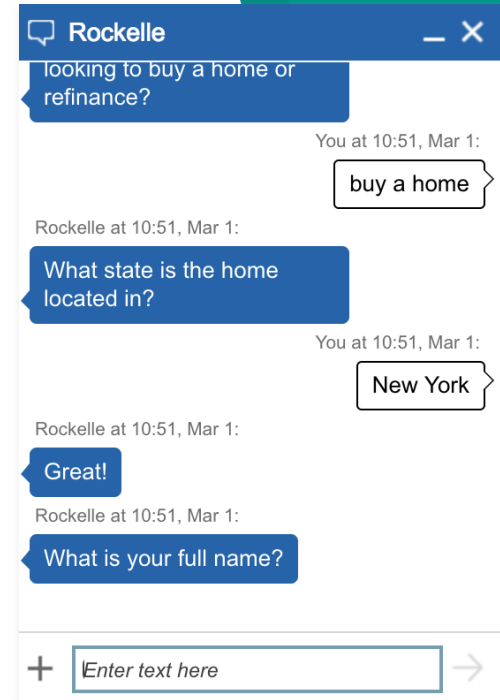 Rockelle
looking to buy a home or
refinance?
You at 10:51, Mar 1:
buy a home
Rockelle at 10:51, Mar 1:
What state is the home
located in?
You at 10:51, Mar 1:
New York
Rockelle at 10:51, Mar 1:
Great!
Rockelle at 10:51, Mar 1:
What is your full name?
Enter text here